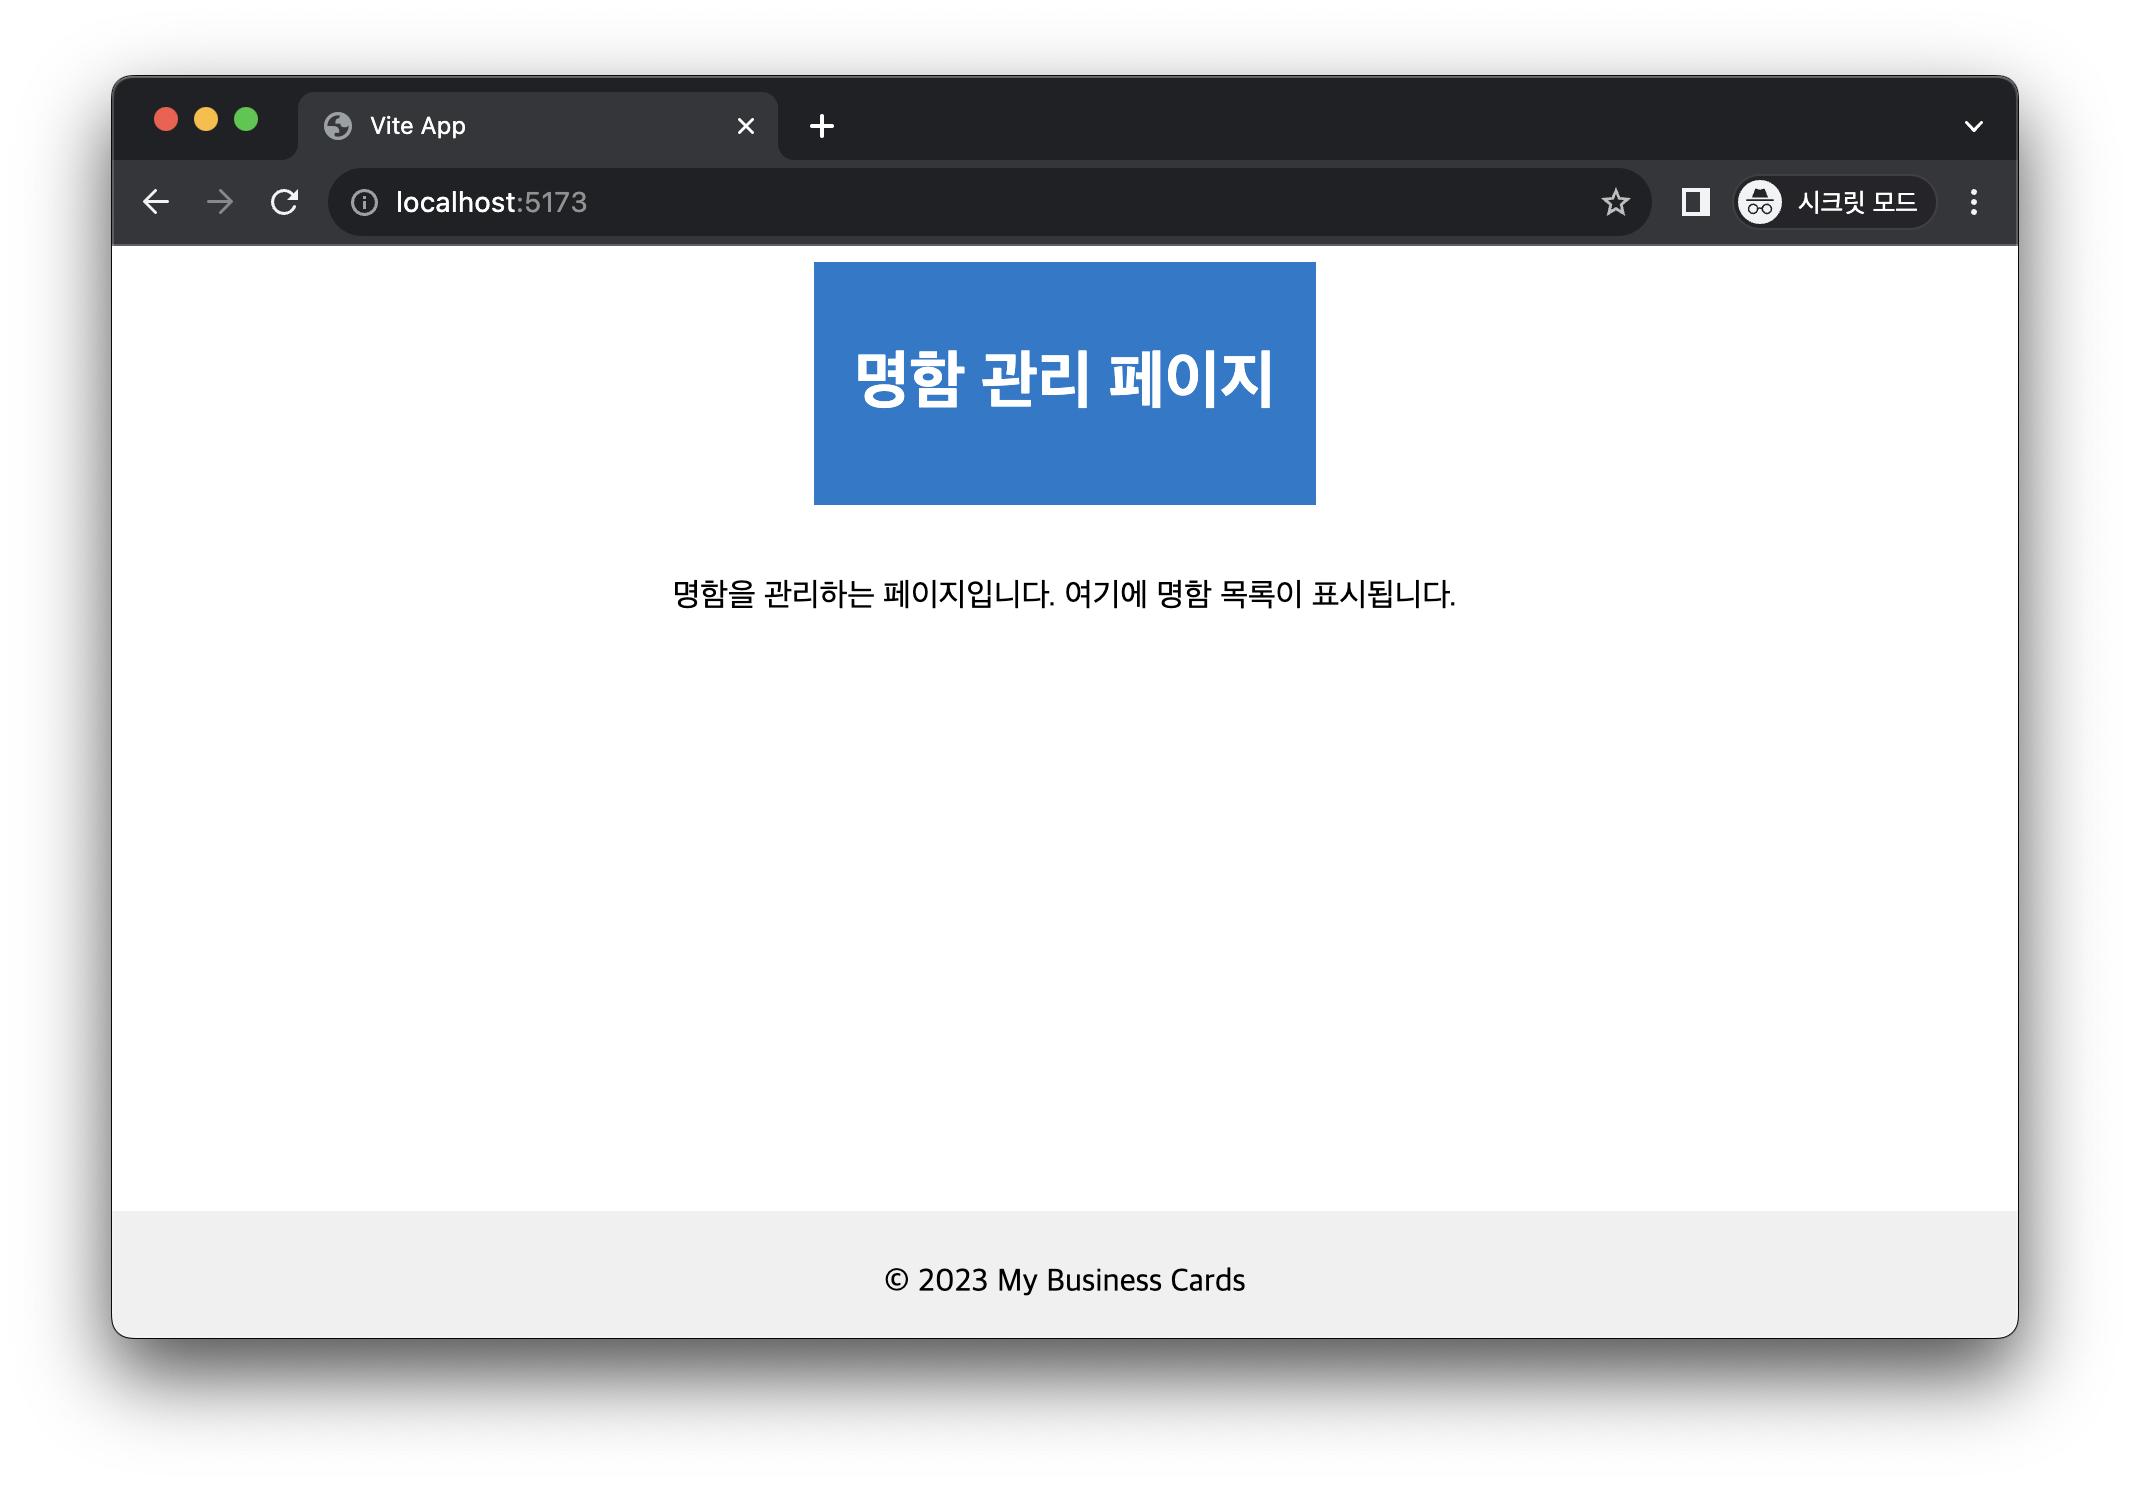 Vite App
localhost:5173
시크릿 모드
명함 관리 페이지
명함을 관리하는 페이지입니다. 여기에 명함 목록이 표시됩니다.
© 2023 My Business Cards